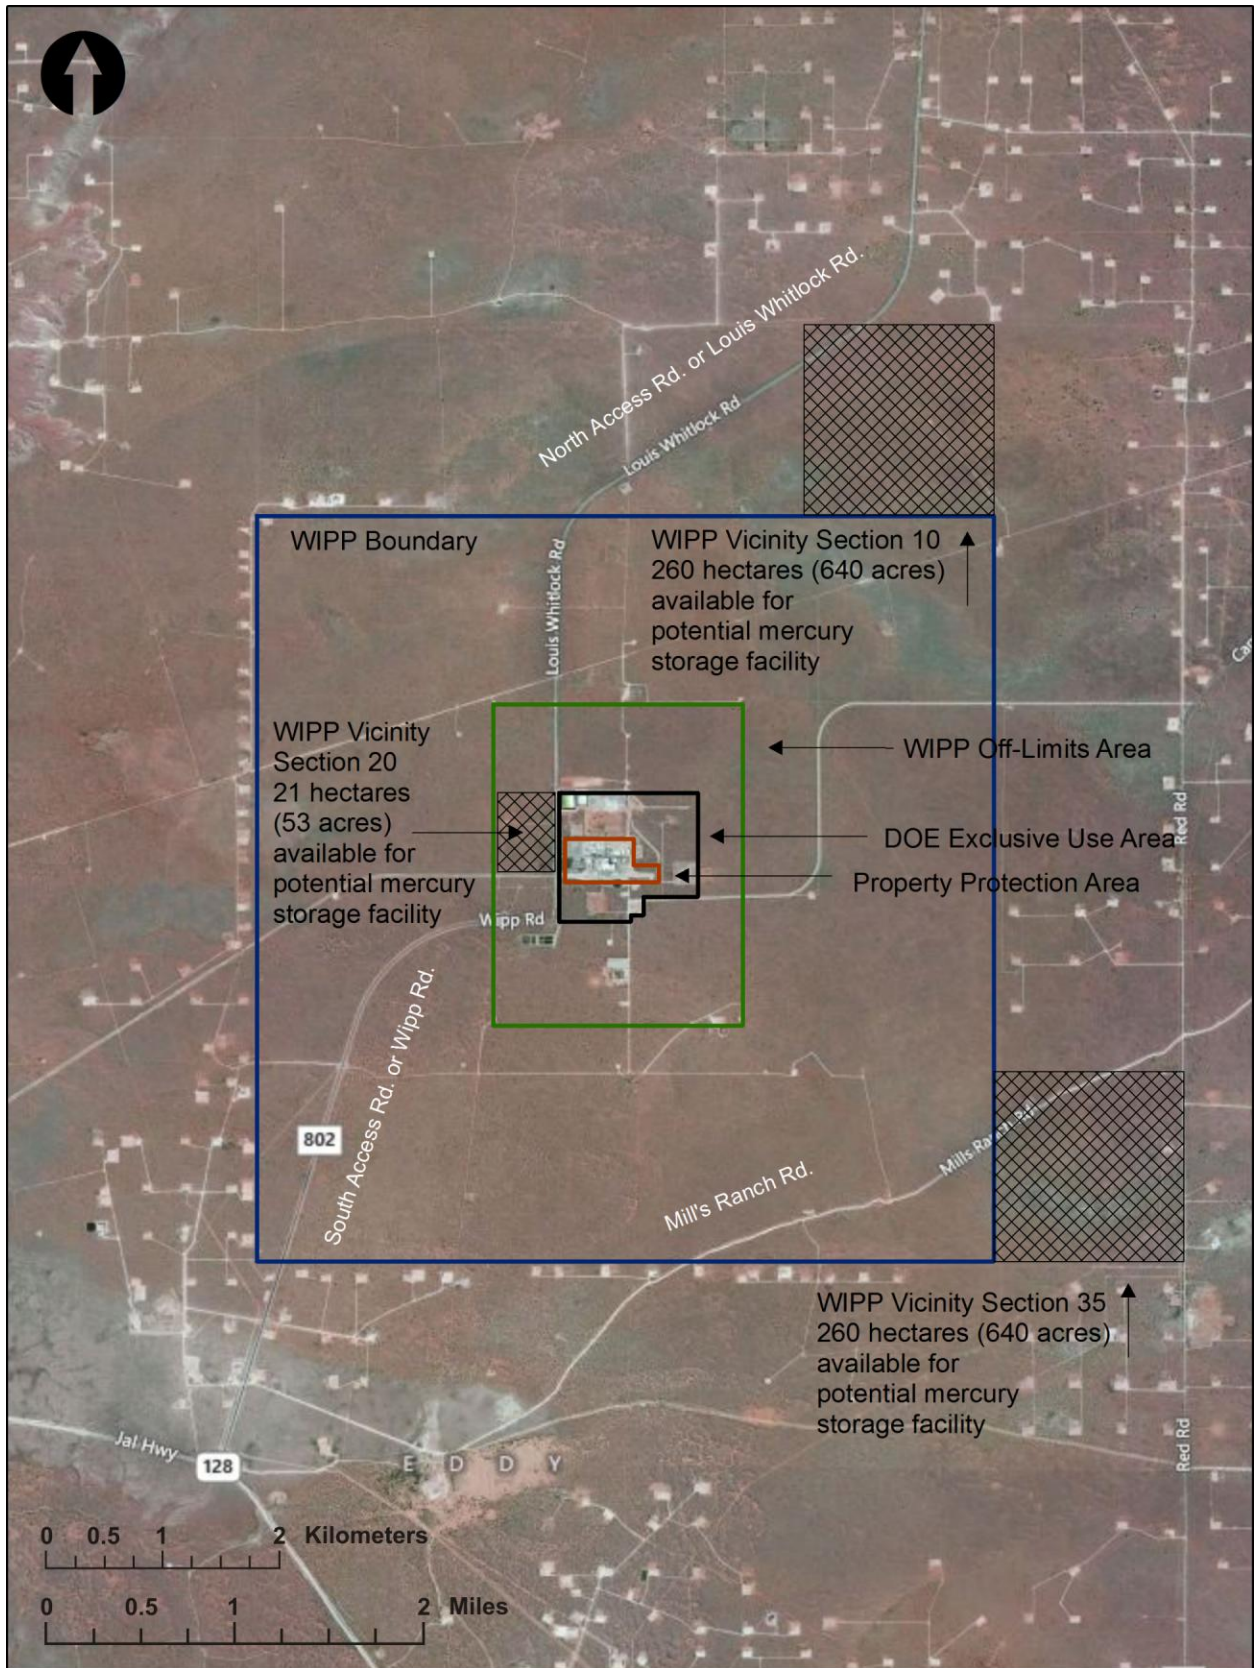 North Access Rd. or Louis Whitlock Rd.
Louis Whitlock Rd
WIPP Boundary
Louis Whitlock Rd
WIPP Vicinity Section 10
260 hectares (640 acres)
available for
potential mercury
storage facility
WIPP Vicinity
Section 20
21 hectares
(53 acres)
available for
potential mercury
storage facility
WIPP Off-Limits Area
Red Rd
DOE Exclusive Use Area
Property Protection Area
Wipp Rd
South Access Rd. or Wipp Rd.
802
Mills Ranch Rd
Mill's Ranch Rd.
WIPP Vicinity Section 35
260 hectares (640 acres)
available for
potential mercury
storage facility
Jal Hwy
128
EDDY
Red Rd
0 0.5 1 2 Kilometers
0 0.5 1 2 Miles